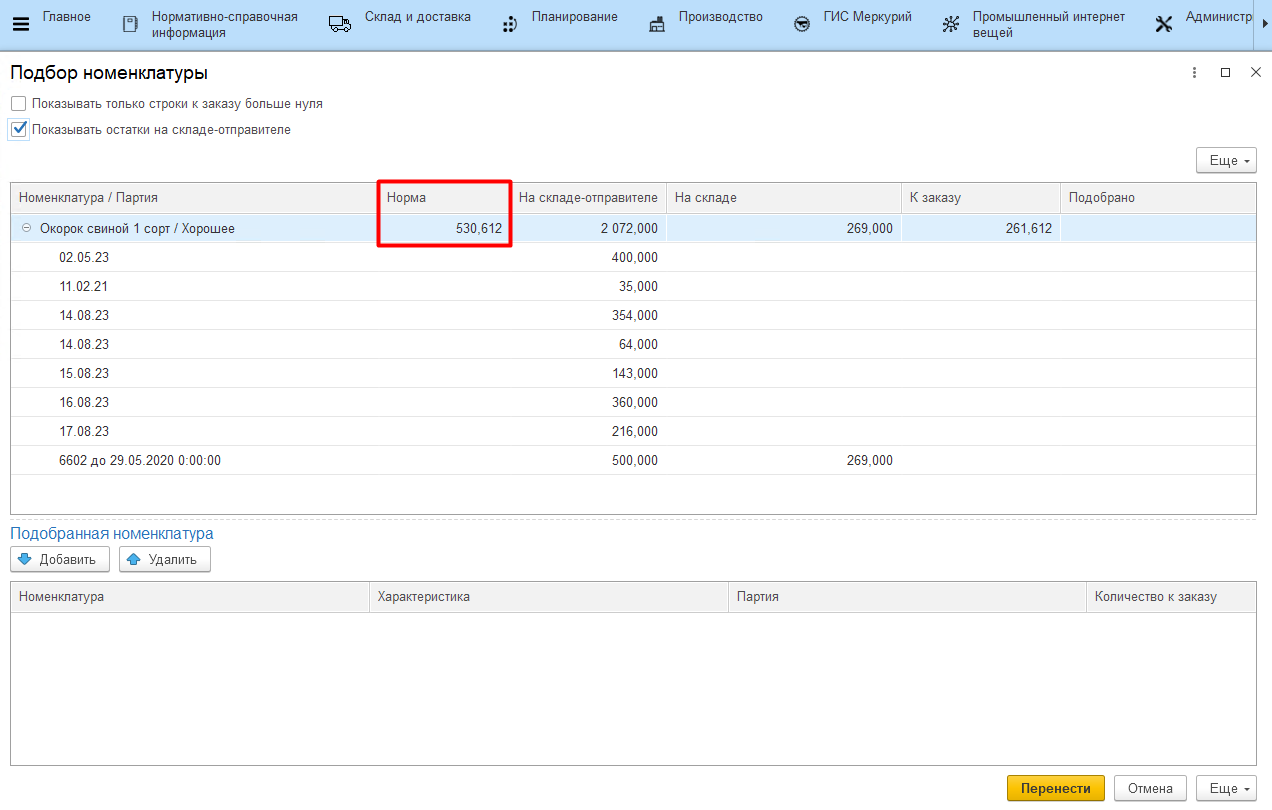 Главное
Нормативно-справочная
информация
Склад и доставка
Планирование
Производство
ГИС Меркурий
Промышленный интернет
вещей
Администр
Подбор номенклатуры
Показывать только строки к заказу больше нуля
Показывать остатки на складе-отправителе
Еще
Номенклатура / Партия Норма На складе-отправителе На складе К заказу Подобрано
Окорок свиной 1 сорт / Хорошее 530,612 2 072,000 269,000 261,612
02.05.23 400,000
11.02.21 35,000
14.08.23 354,000
14.08.23 64,000
15.08.23 143,000
16.08.23 360,000
17.08.23 216,000
6602 до 29.05.2020 0:00:00 500,000 269,000
Подобранная номенклатура
Добавить Удалить
Номенклатура Характеристика Партия Количество к заказу
Перенести Отмена Еще